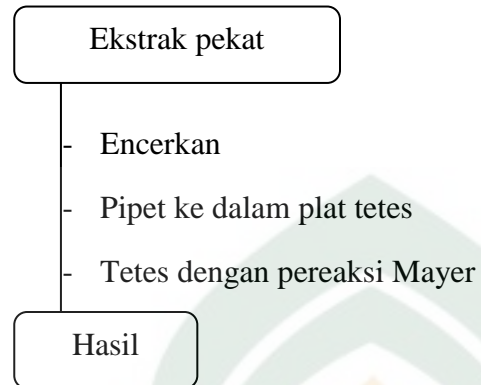 Ekstrak pekat
- Encerkan
- Pipet ke dalam plat tetes
- Tetes dengan pereaksi Mayer
Hasil